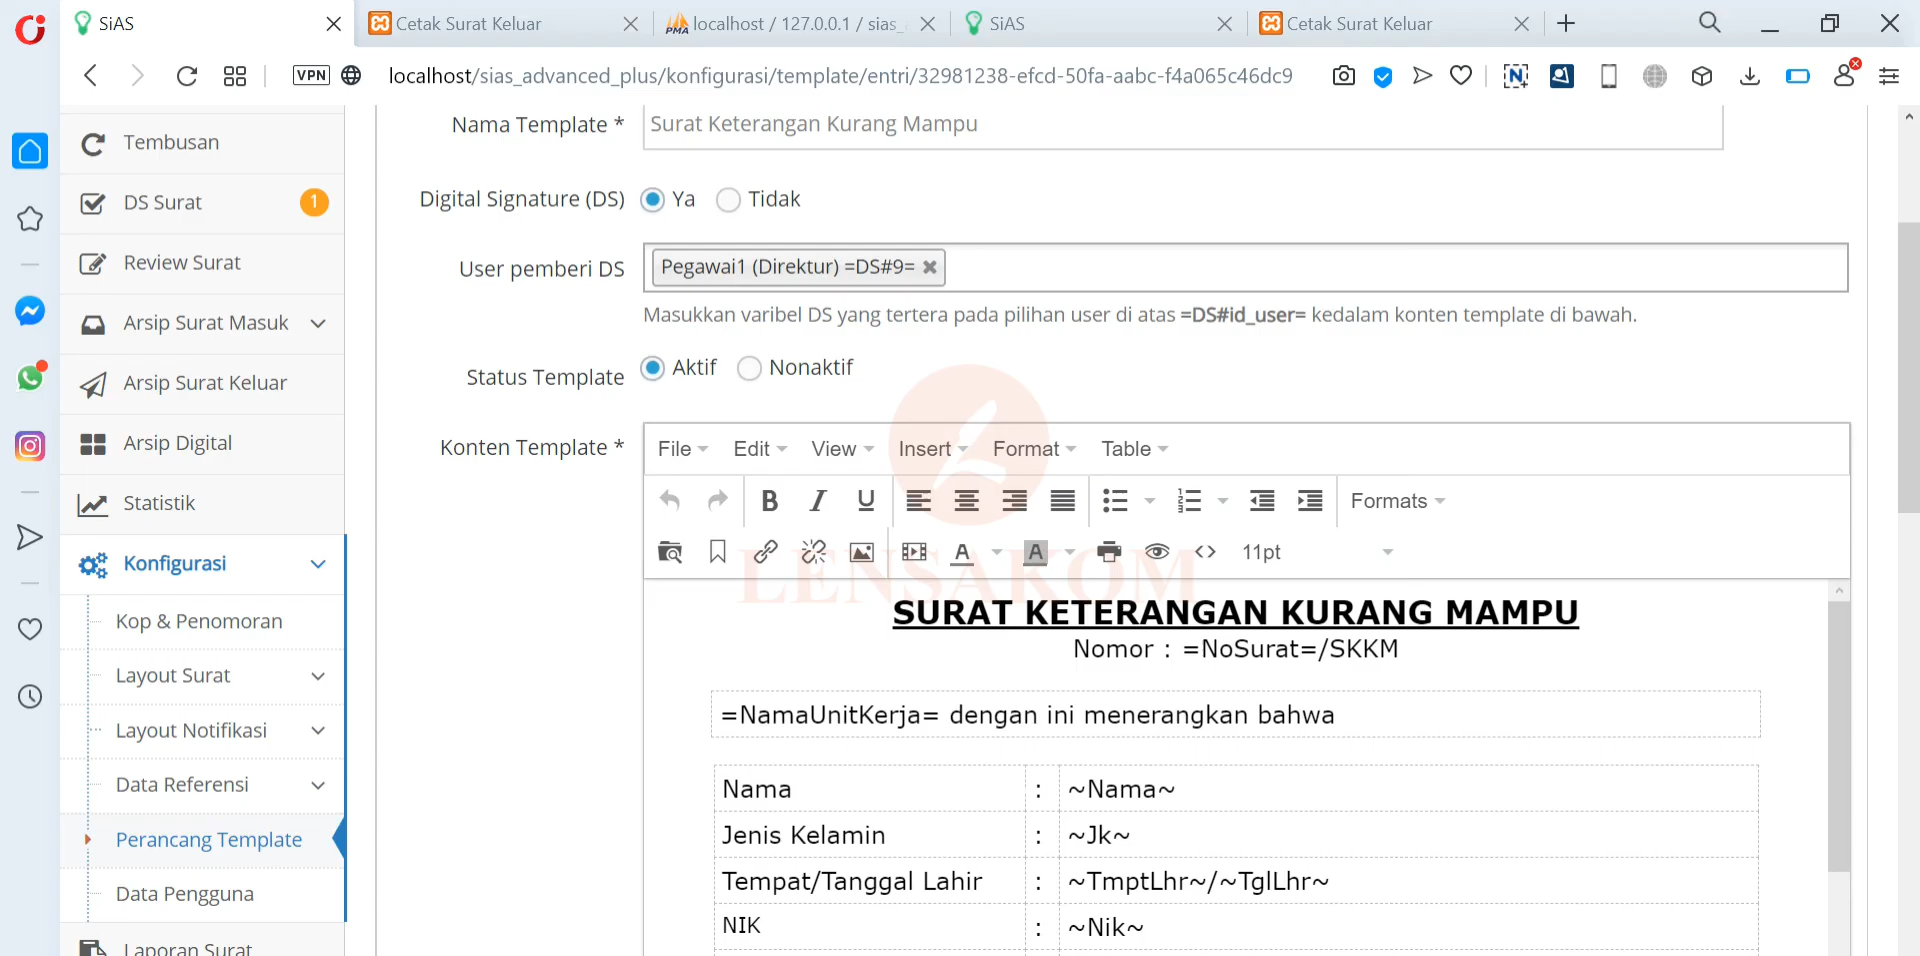 SiAS
Cetak Surat Keluar
localhost / 127.0.0.1 / sias_
SiAS
Cetak Surat Keluar
VPN
localhost/sias_advanced_plus/konfigurasi/template/entri/32981238-efcd-50fa-aabc-f4a065c46dc9
Tembusan
DS Surat 1
Review Surat
Arsip Surat Masuk
Arsip Surat Keluar
Arsip Digital
Statistik
Konfigurasi
Kop & Penomoran
Layout Surat
Layout Notifikasi
Data Referensi
Perancang Template
Data Pengguna
Laporan Surat
Nama Template * Surat Keterangan Kurang Mampu
Digital Signature (DS) Ya Tidak
User pemberi DS Pegawai1 (Direktur) =DS#9=
Masukkan varibel DS yang tertera pada pilihan user di atas =DS#id_user= kedalam konten template di bawah.
Status Template Aktif Nonaktif
Konten Template *
File Edit View Insert Format Table
Formats
11pt
LENSAKOM
SURAT KETERANGAN KURANG MAMPU
Nomor : =NoSurat=/SKKM
=NamaUnitKerja= dengan ini menerangkan bahwa
Nama : ~Nama~
Jenis Kelamin : ~Jk~
Tempat/Tanggal Lahir : ~TmptLhr~/~TglLhr~
NIK : ~Nik~